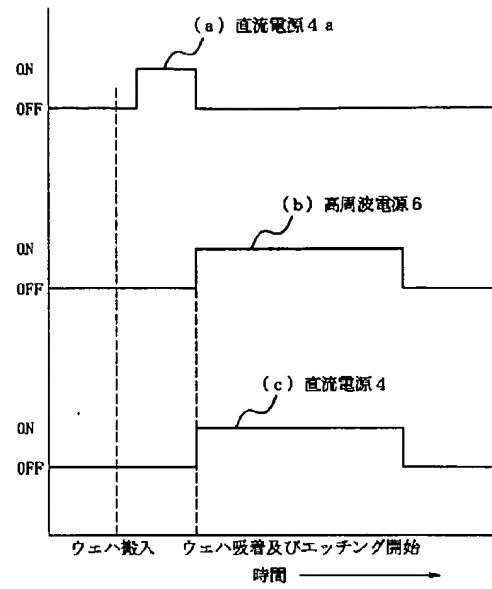 (a)直流電源4a
ON
OFF
(b)高周波電源6
ON
OFF
(c)直流電源4
ON
OFF
ウェハ搬入 ウェハ吸着及びエッチング開始
時間